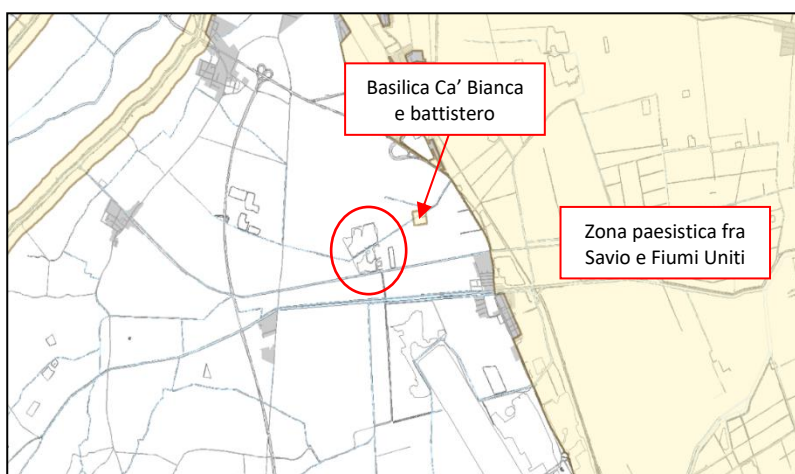 Basilica Ca’ Bianca
e battistero
Zona paesistica fra
Savio e Fiumi Uniti